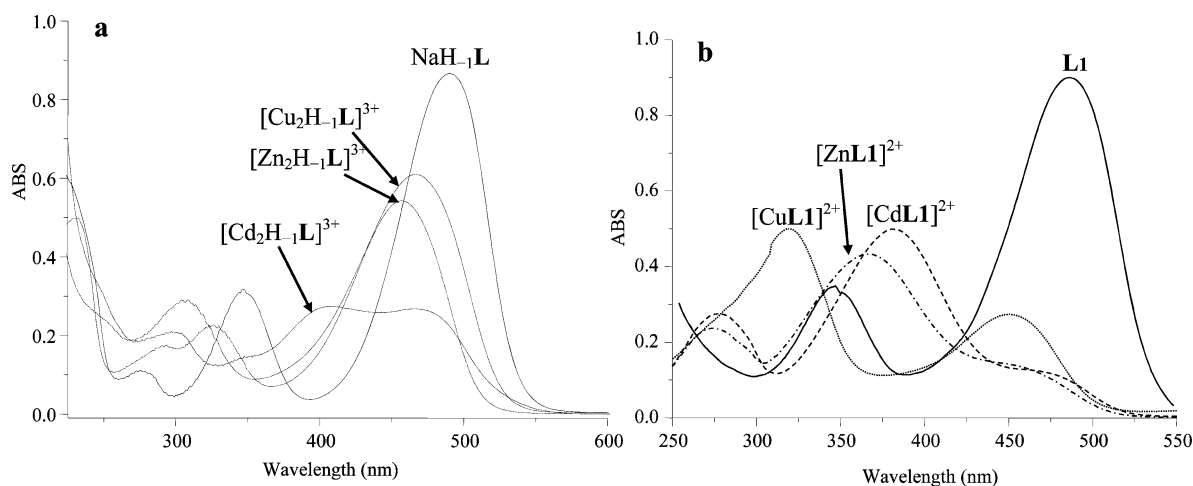 a
1.0
0.8
0.6
0.4
0.2
0.0
ABS
NaH₋₁L
[Cu₂H₋₁L]³⁺
[Zn₂H₋₁L]³⁺
[Cd₂H₋₁L]³⁺
300 400 500 600
Wavelength (nm)
b
1.0
0.8
0.6
0.4
0.2
0.0
ABS
L1
[ZnL1]²⁺
[CuL1]²⁺
[CdL1]²⁺
250 300 350 400 450 500 550
Wavelength (nm)